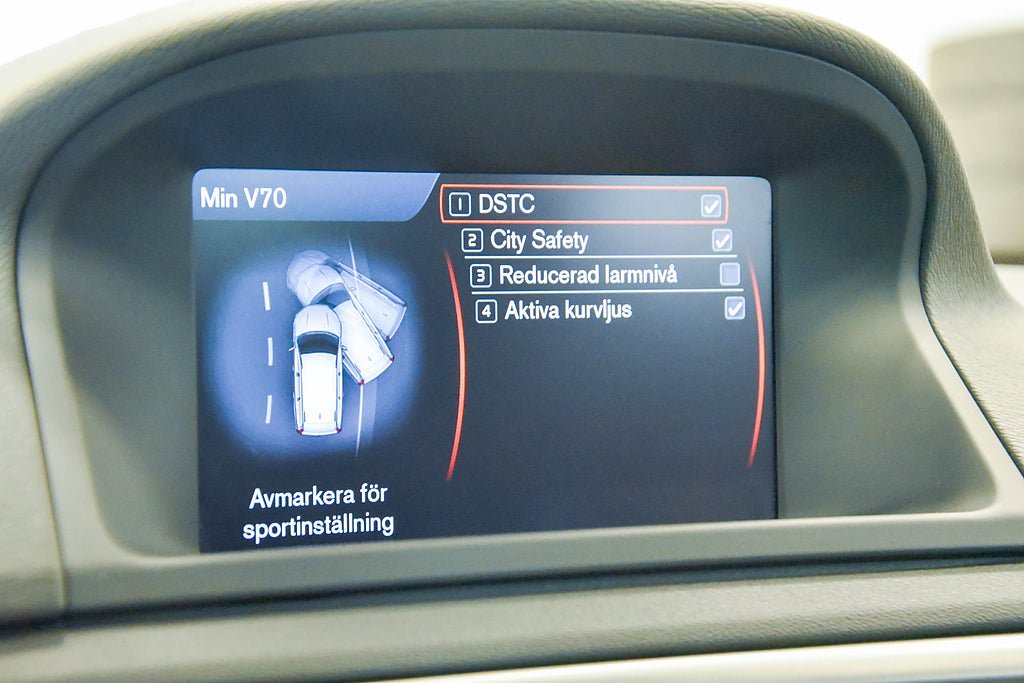 Min V70
1 DSTC
2 City Safety
3 Reducerad larmnivå
4 Aktiva kurvljus
Avmarkera för
sportinställning